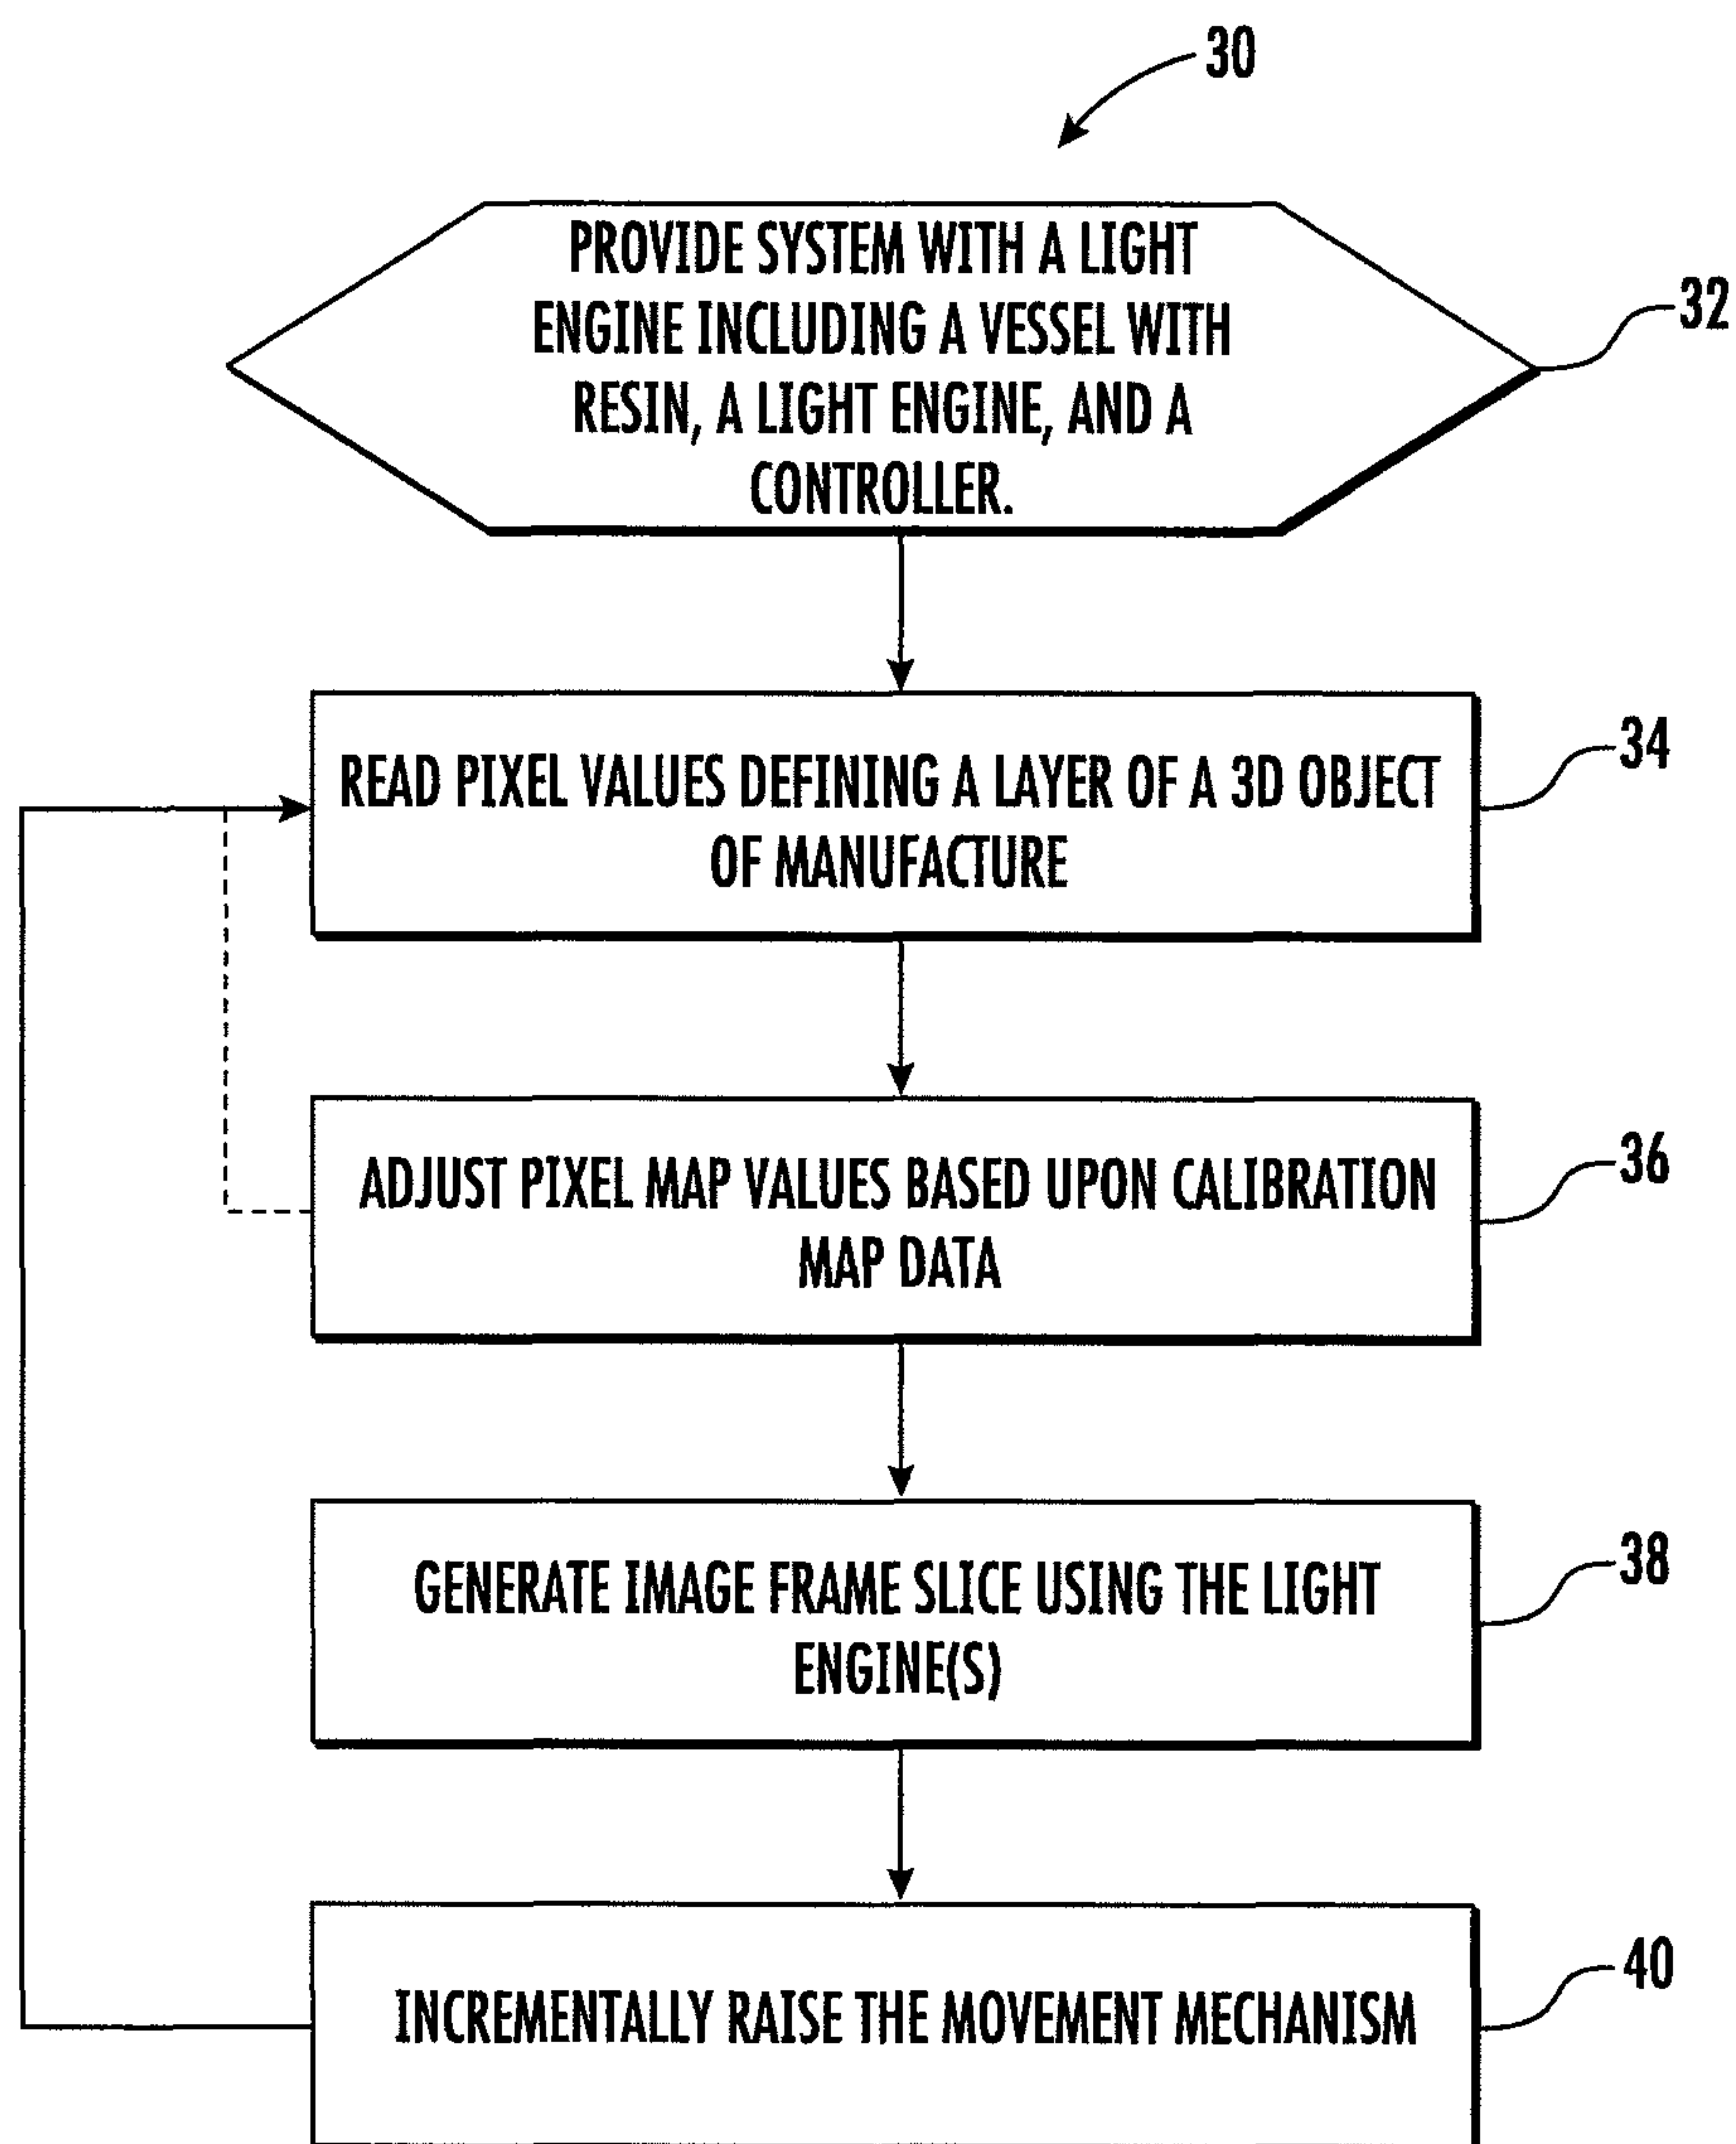 30
PROVIDE SYSTEM WITH A LIGHT
ENGINE INCLUDING A VESSEL WITH
RESIN, A LIGHT ENGINE, AND A
CONTROLLER.
32
READ PIXEL VALUES DEFINING A LAYER OF A 3D OBJECT
OF MANUFACTURE
34
ADJUST PIXEL MAP VALUES BASED UPON CALIBRATION
MAP DATA
36
GENERATE IMAGE FRAME SLICE USING THE LIGHT
ENGINE(S)
38
INCREMENTALLY RAISE THE MOVEMENT MECHANISM
40